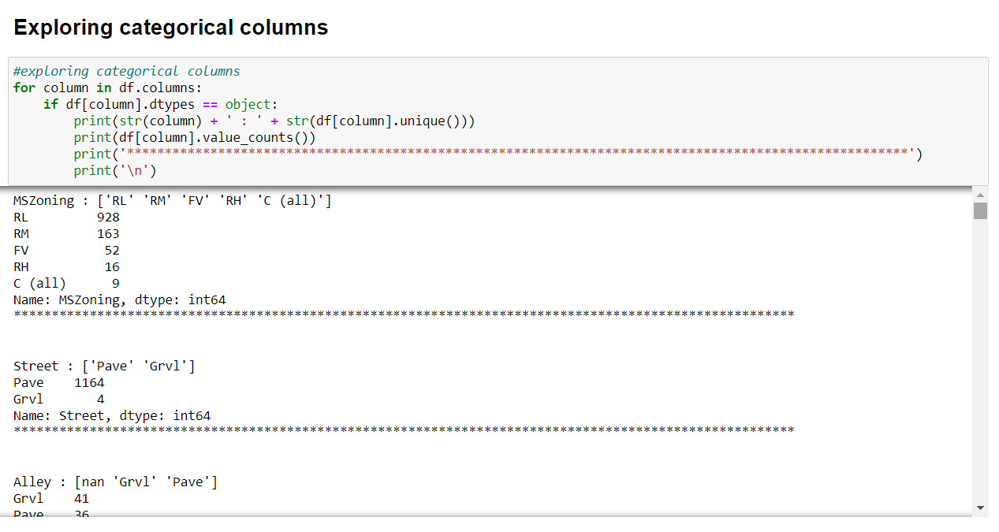 Exploring categorical columns
#exploring categorical columns
for column in df.columns:
    if df[column].dtypes == object:
        print(str(column) + ' : ' + str(df[column].unique()))
        print(df[column].value_counts())
        print('*******************************************************************************************************')
        print('\n')
MSZoning : ['RL' 'RM' 'FV' 'RH' 'C (all)']
RL         928
RM         163
FV          52
RH          16
C (all)      9
Name: MSZoning, dtype: int64
*******************************************************************************************************
Street : ['Pave' 'Grvl']
Pave    1164
Grvl       4
Name: Street, dtype: int64
*******************************************************************************************************
Alley : [nan 'Grvl' 'Pave']
Grvl    41
Pave    36